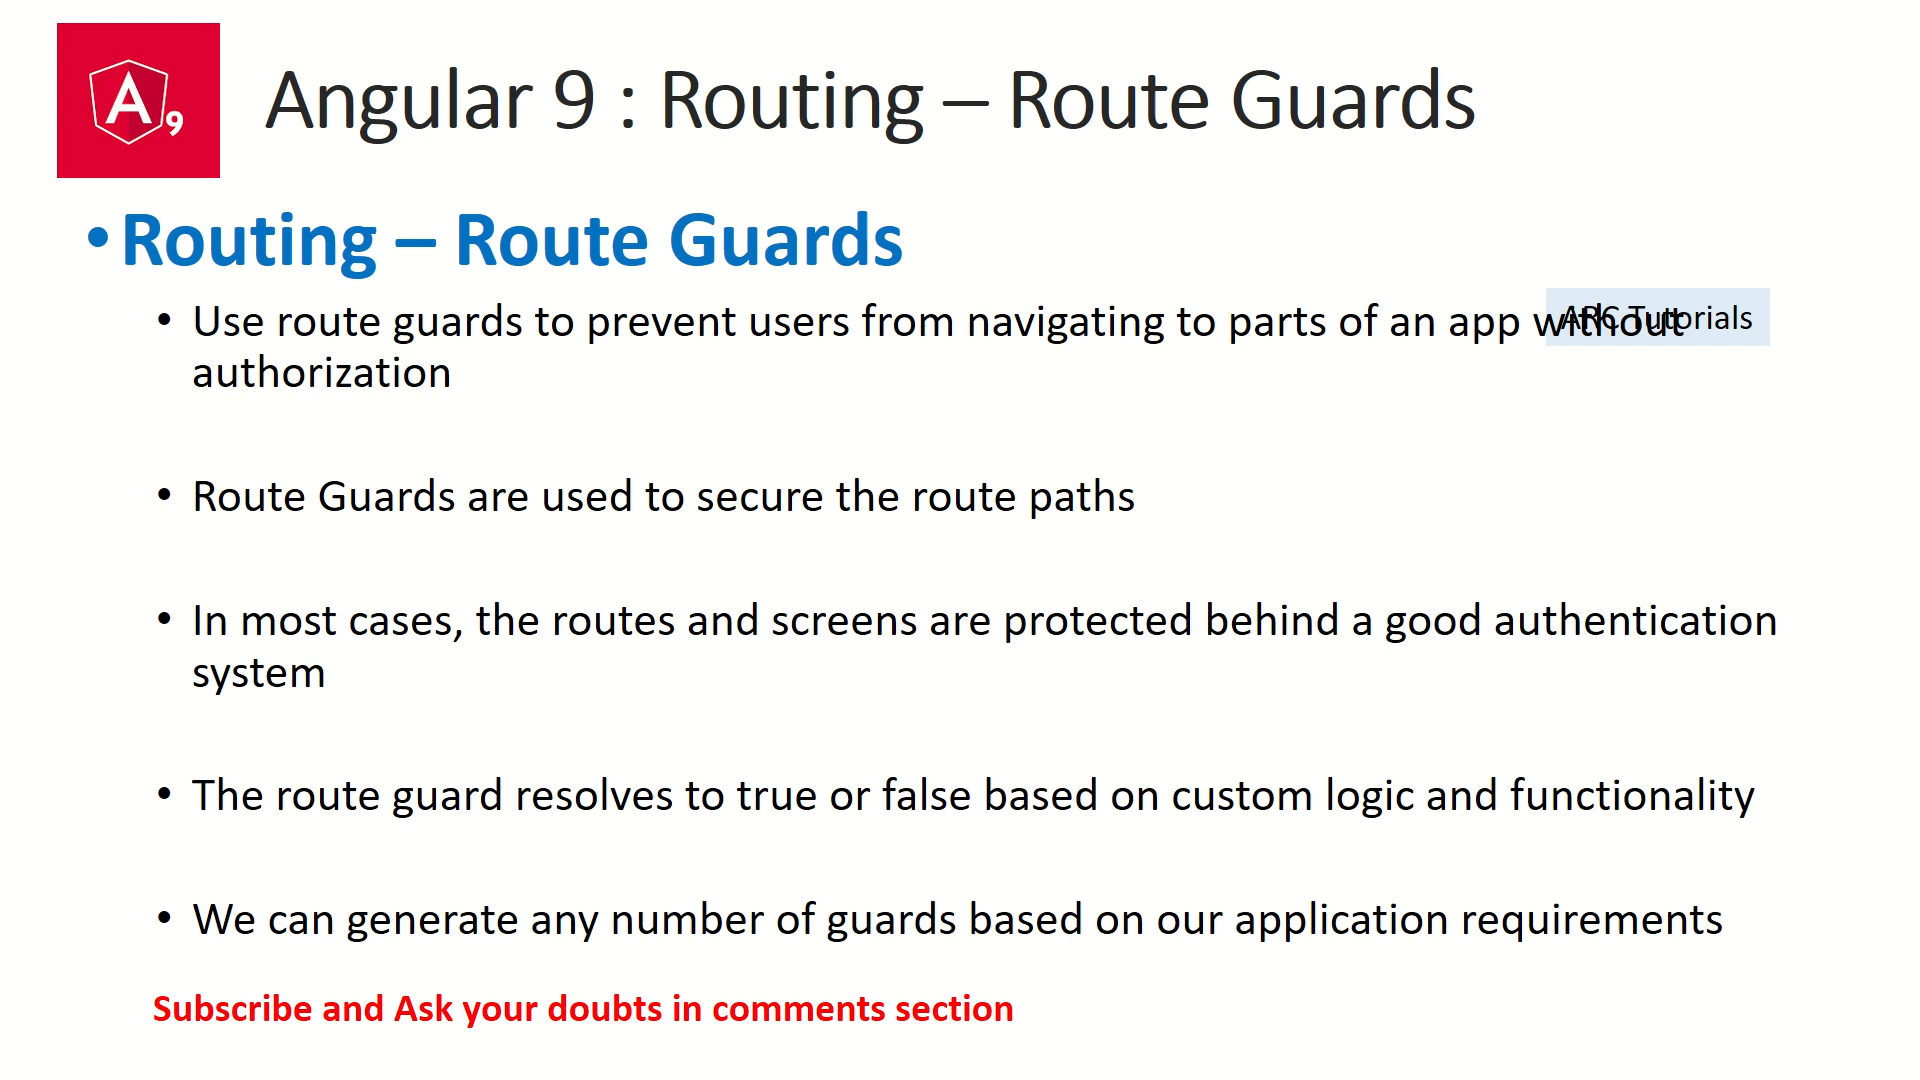 A9
Angular 9 : Routing – Route Guards
• Routing – Route Guards
• Use route guards to prevent users from navigating to parts of an app without
ARC Tutorials
authorization
• Route Guards are used to secure the route paths
• In most cases, the routes and screens are protected behind a good authentication
system
• The route guard resolves to true or false based on custom logic and functionality
• We can generate any number of guards based on our application requirements
Subscribe and Ask your doubts in comments section